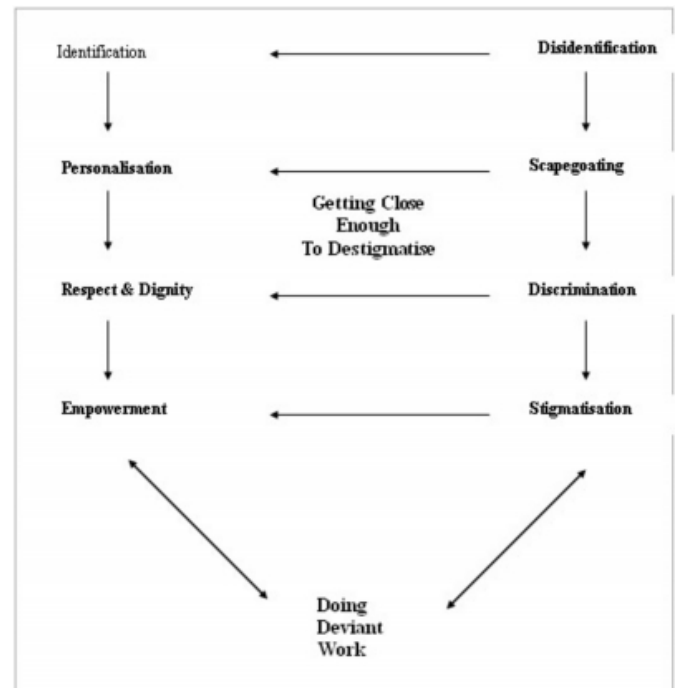 Identification
Disidentification
Personalisation
Scapegoating
Getting Close
Enough
To Destigmatise
Respect & Dignity
Discrimination
Empowerment
Stigmatisation
Doing
Deviant
Work